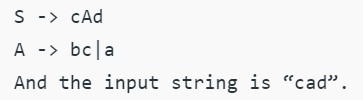 S -> cAd
A -> bc|a
And the input string is “cad”.